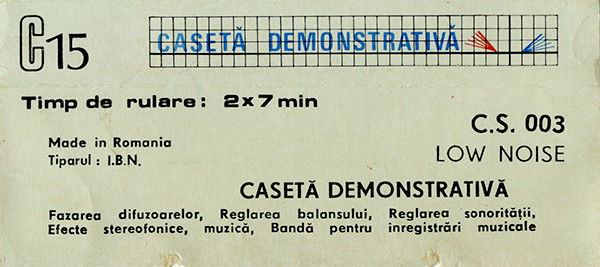 C15 CASETĂ DEMONSTRATIVĂ
Timp de rulare: 2x7 min
C.S. 003
Made in Romania
LOW NOISE
Tiparul : I.B.N.
CASETĂ DEMONSTRATIVĂ
Fazarea difuzoarelor, Reglarea balansului, Reglarea sonorității,
Efecte stereofonice, muzică, Bandă pentru inregistrări muzicale